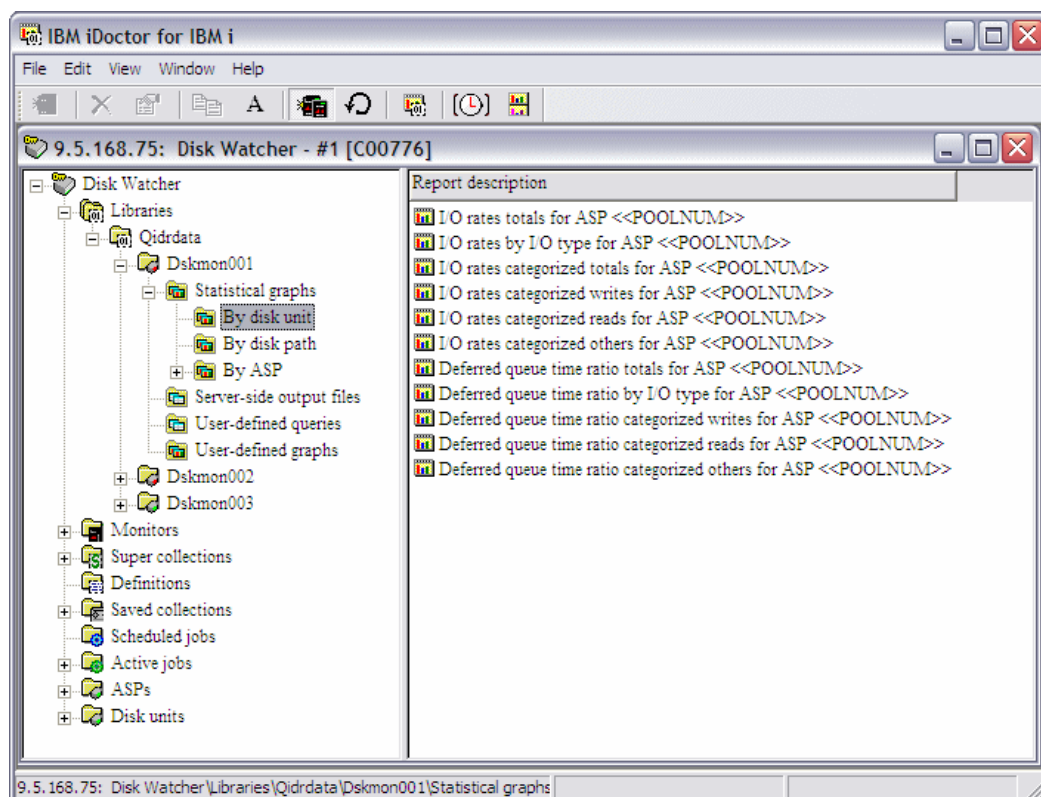 IBM iDoctor for IBM i
File Edit View Window Help
A
9.5.168.75: Disk Watcher - #1 [C00776]
Disk Watcher
Libraries
Qidrdata
Dskmon001
Statistical graphs
By disk unit
By disk path
By ASP
Server-side output files
User-defined queries
User-defined graphs
Dskmon002
Dskmon003
Monitors
Super collections
Definitions
Saved collections
Scheduled jobs
Active jobs
ASPs
Disk units
Report description
I/O rates totals for ASP <<POOLNUM>>
I/O rates by I/O type for ASP <<POOLNUM>>
I/O rates categorized totals for ASP <<POOLNUM>>
I/O rates categorized writes for ASP <<POOLNUM>>
I/O rates categorized reads for ASP <<POOLNUM>>
I/O rates categorized others for ASP <<POOLNUM>>
Deferred queue time ratio totals for ASP <<POOLNUM>>
Deferred queue time ratio by I/O type for ASP <<POOLNUM>>
Deferred queue time ratio categorized writes for ASP <<POOLNUM>>
Deferred queue time ratio categorized reads for ASP <<POOLNUM>>
Deferred queue time ratio categorized others for ASP <<POOLNUM>>
9.5.168.75: Disk Watcher\Libraries\Qidrdata\Dskmon001\Statistical graphs